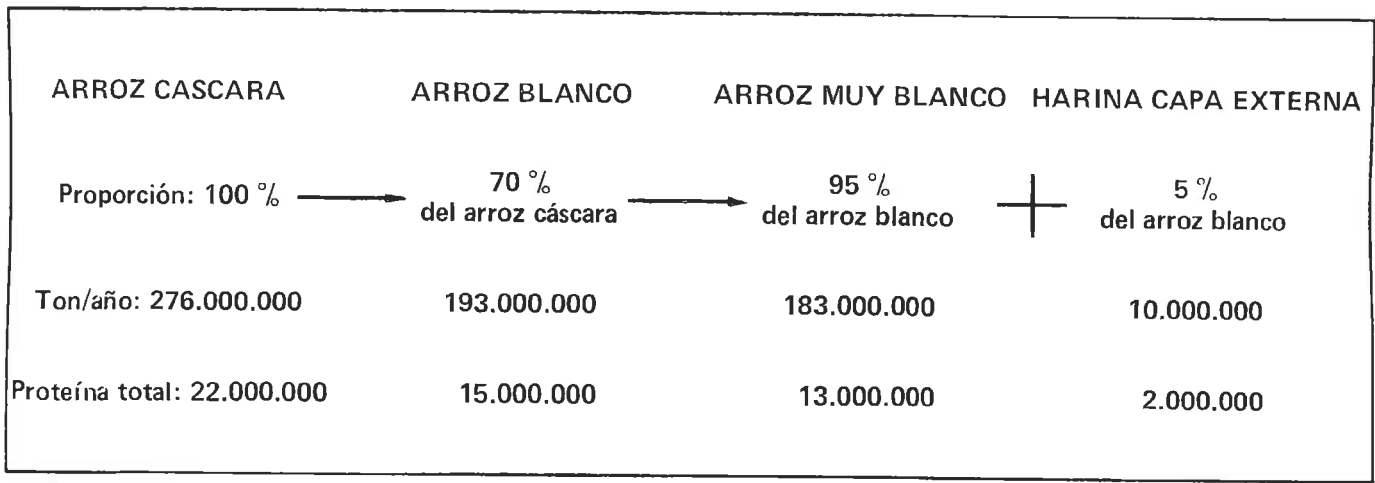 ARROZ CASCARA ARROZ BLANCO ARROZ MUY BLANCO HARINA CAPA EXTERNA
Proporción: 100 % 70 % 95 % 5 %
del arroz cáscara del arroz blanco del arroz blanco
Ton/año: 276.000.000 193.000.000 183.000.000 10.000.000
Proteína total: 22.000.000 15.000.000 13.000.000 2.000.000